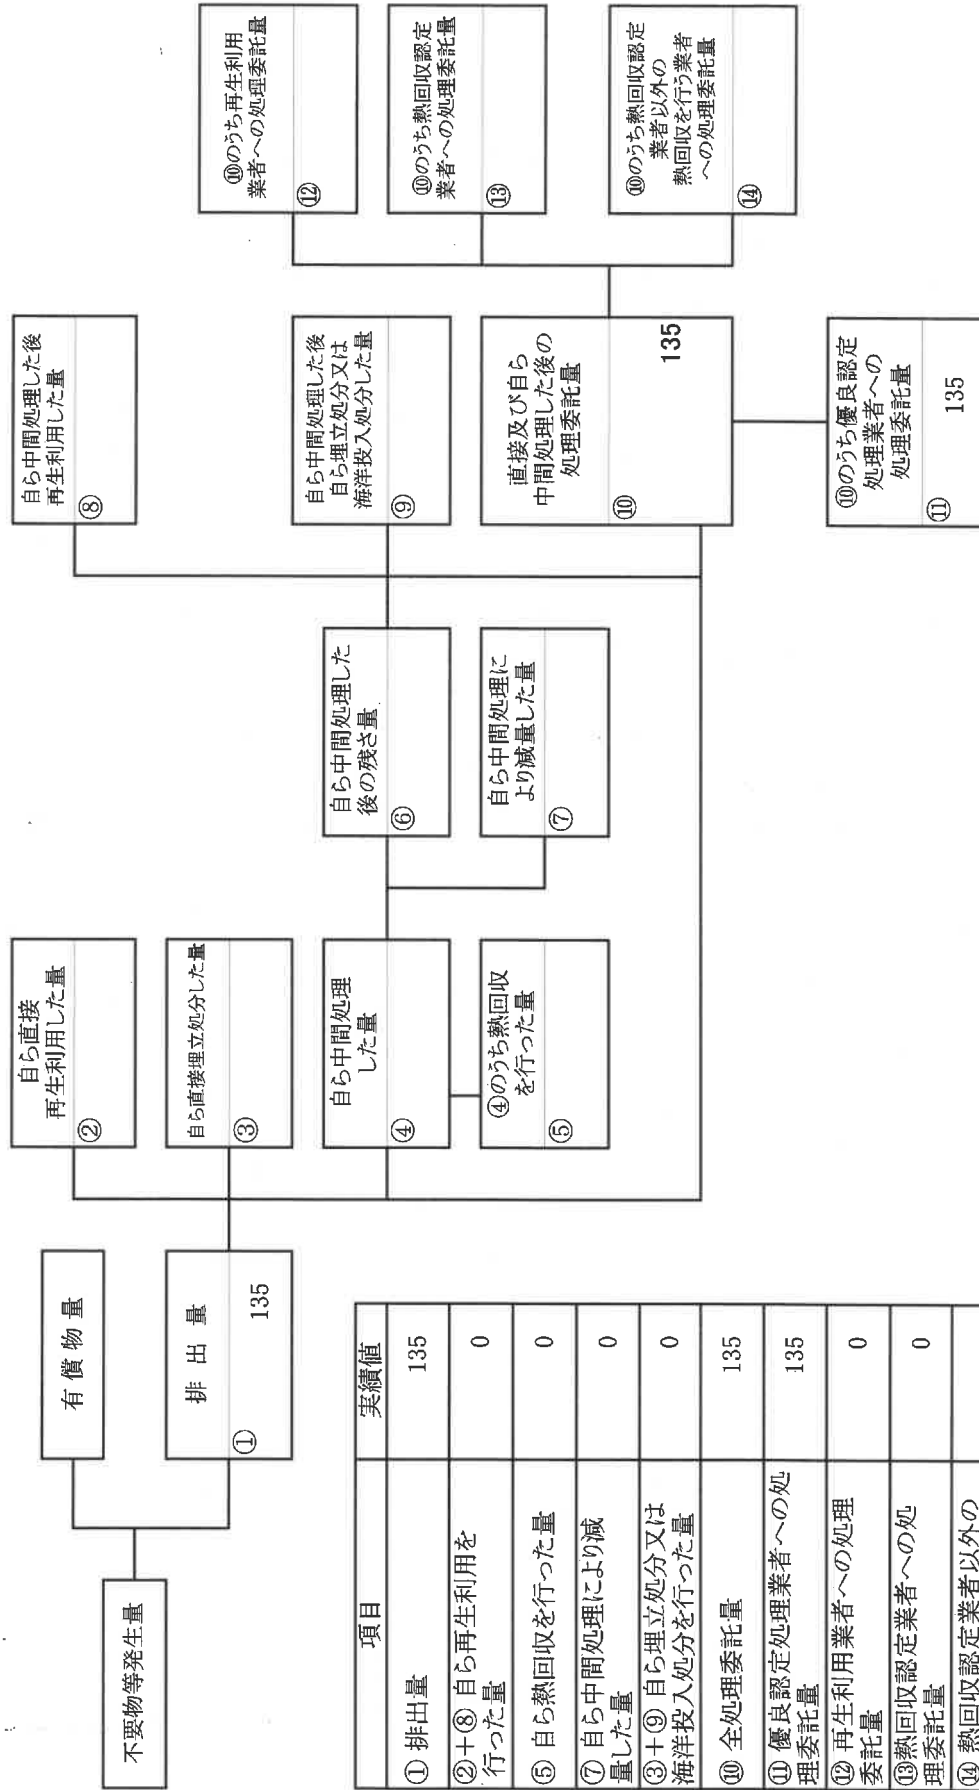 不要物等発生量
有償物量
排出量
①
135
自ら直接
再生利用した量
②
自ら直接埋立処分した量
③
自ら中間処理
した量
④
④のうち熱回収
を行った量
⑤
自ら中間処理した
後の残さ量
⑥
自ら中間処理に
より減量した量
⑦
自ら中間処理した後
再生利用した量
⑧
自ら中間処理した後
自ら埋立処分又は
海洋投入処分した量
⑨
直接及び自ら
中間処理した後の
処理委託量
⑩
135
⑩のうち優良認定
処理業者への
処理委託量
⑪
135
⑩のうち再生利用
業者への処理委託量
⑫
⑩のうち熱回収認定
業者への処理委託量
⑬
⑩のうち熱回収認定
業者以外の
熱回収を行う業者
への処理委託量
⑭
項目 実績値
① 排出量 135
②+⑧ 自ら再生利用を
行った量 0
⑤ 自ら熱回収を行った量 0
⑦ 自ら中間処理により減
量した量 0
③+⑨ 自ら埋立処分又は
海洋投入処分を行った量 0
⑩ 全処理委託量 135
⑪ 優良認定処理業者への処
理委託量 135
⑫ 再生利用業者への処理
委託量 0
⑬熱回収認定業者への処
理委託量 0
⑭ 熱回収認定業者以外の